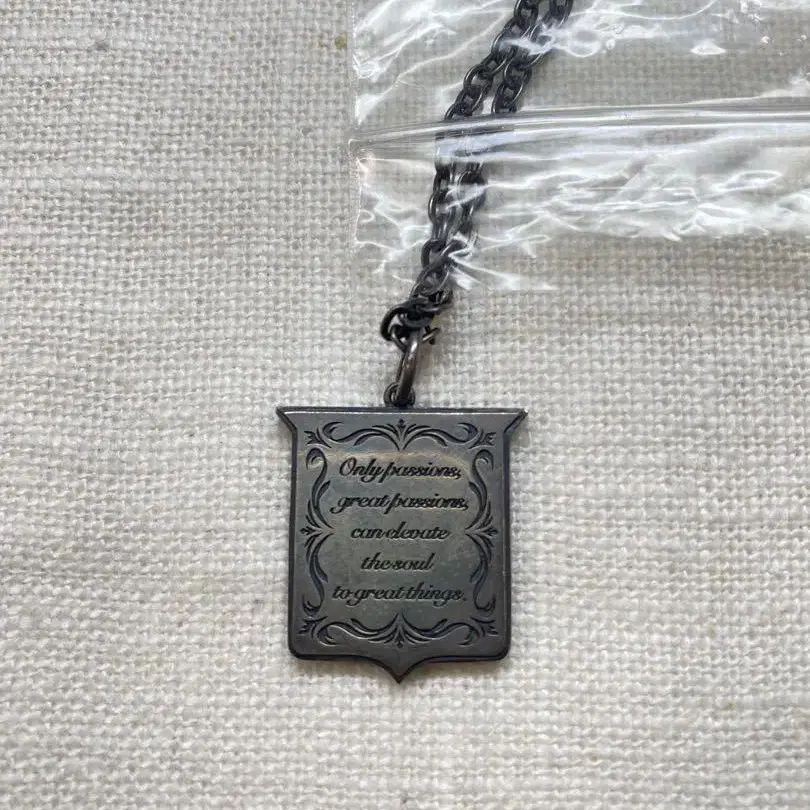 Only passions,
great passions,
can elevate
the soul
to great things.